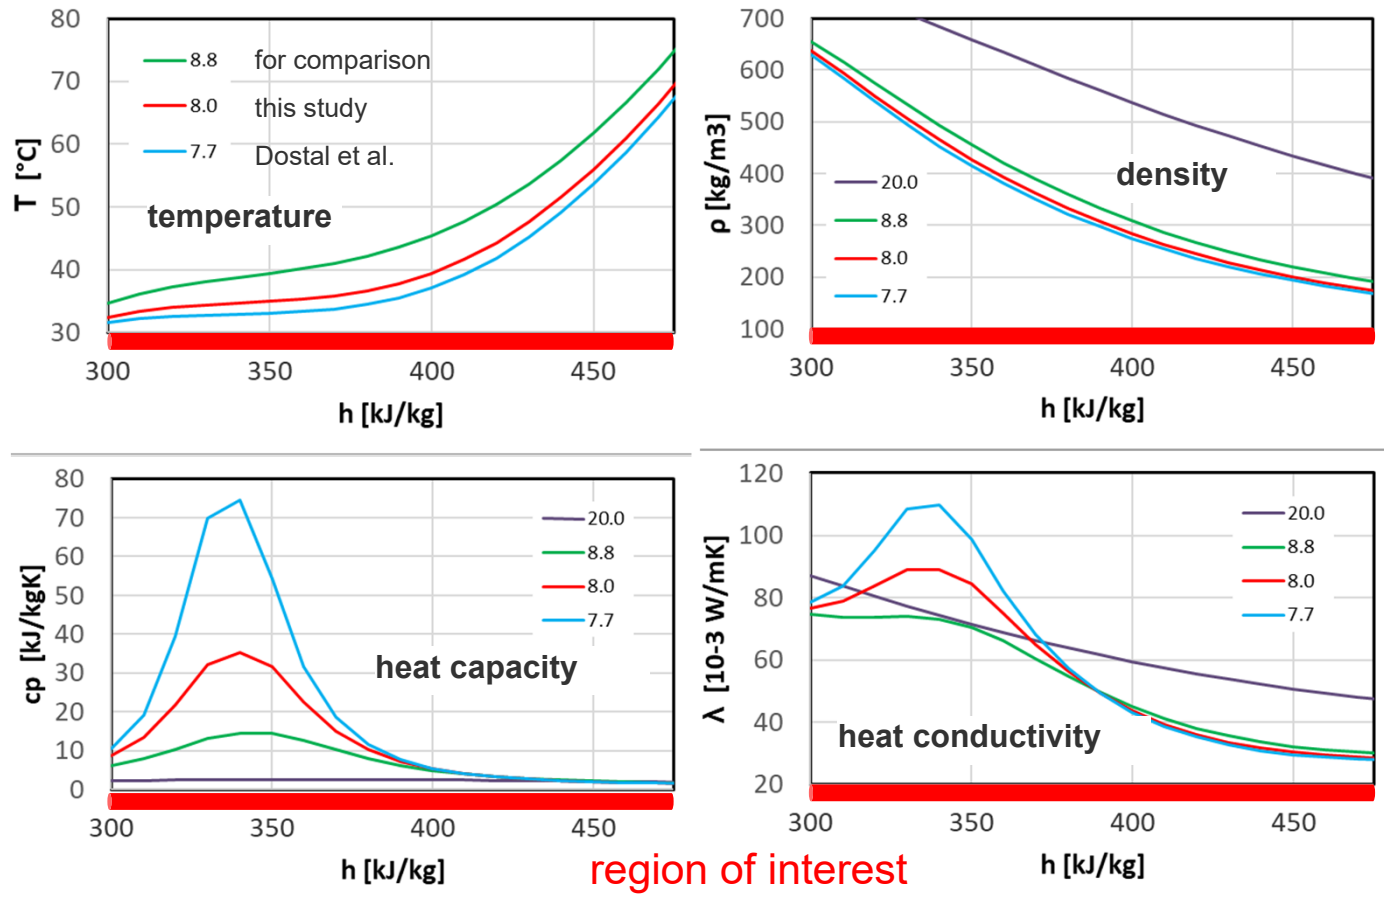 80
70
60
50
40
30
T [°C]
8.8 for comparison
8.0 this study
7.7 Dostal et al.
temperature
300 350 400 450
h [kJ/kg]
700
600
500
400
300
200
100
ρ [kg/m3]
density
20.0
8.8
8.0
7.7
300 350 400 450
h [kJ/kg]
80
70
60
50
40
30
20
10
0
cp [kJ/kgK]
20.0
8.8
8.0
7.7
heat capacity
300 350 400 450
h [kJ/kg]
120
100
80
60
40
20
λ [10-3 W/mK]
20.0
8.8
8.0
7.7
heat conductivity
300 350 400 450
h [kJ/kg]
region of interest